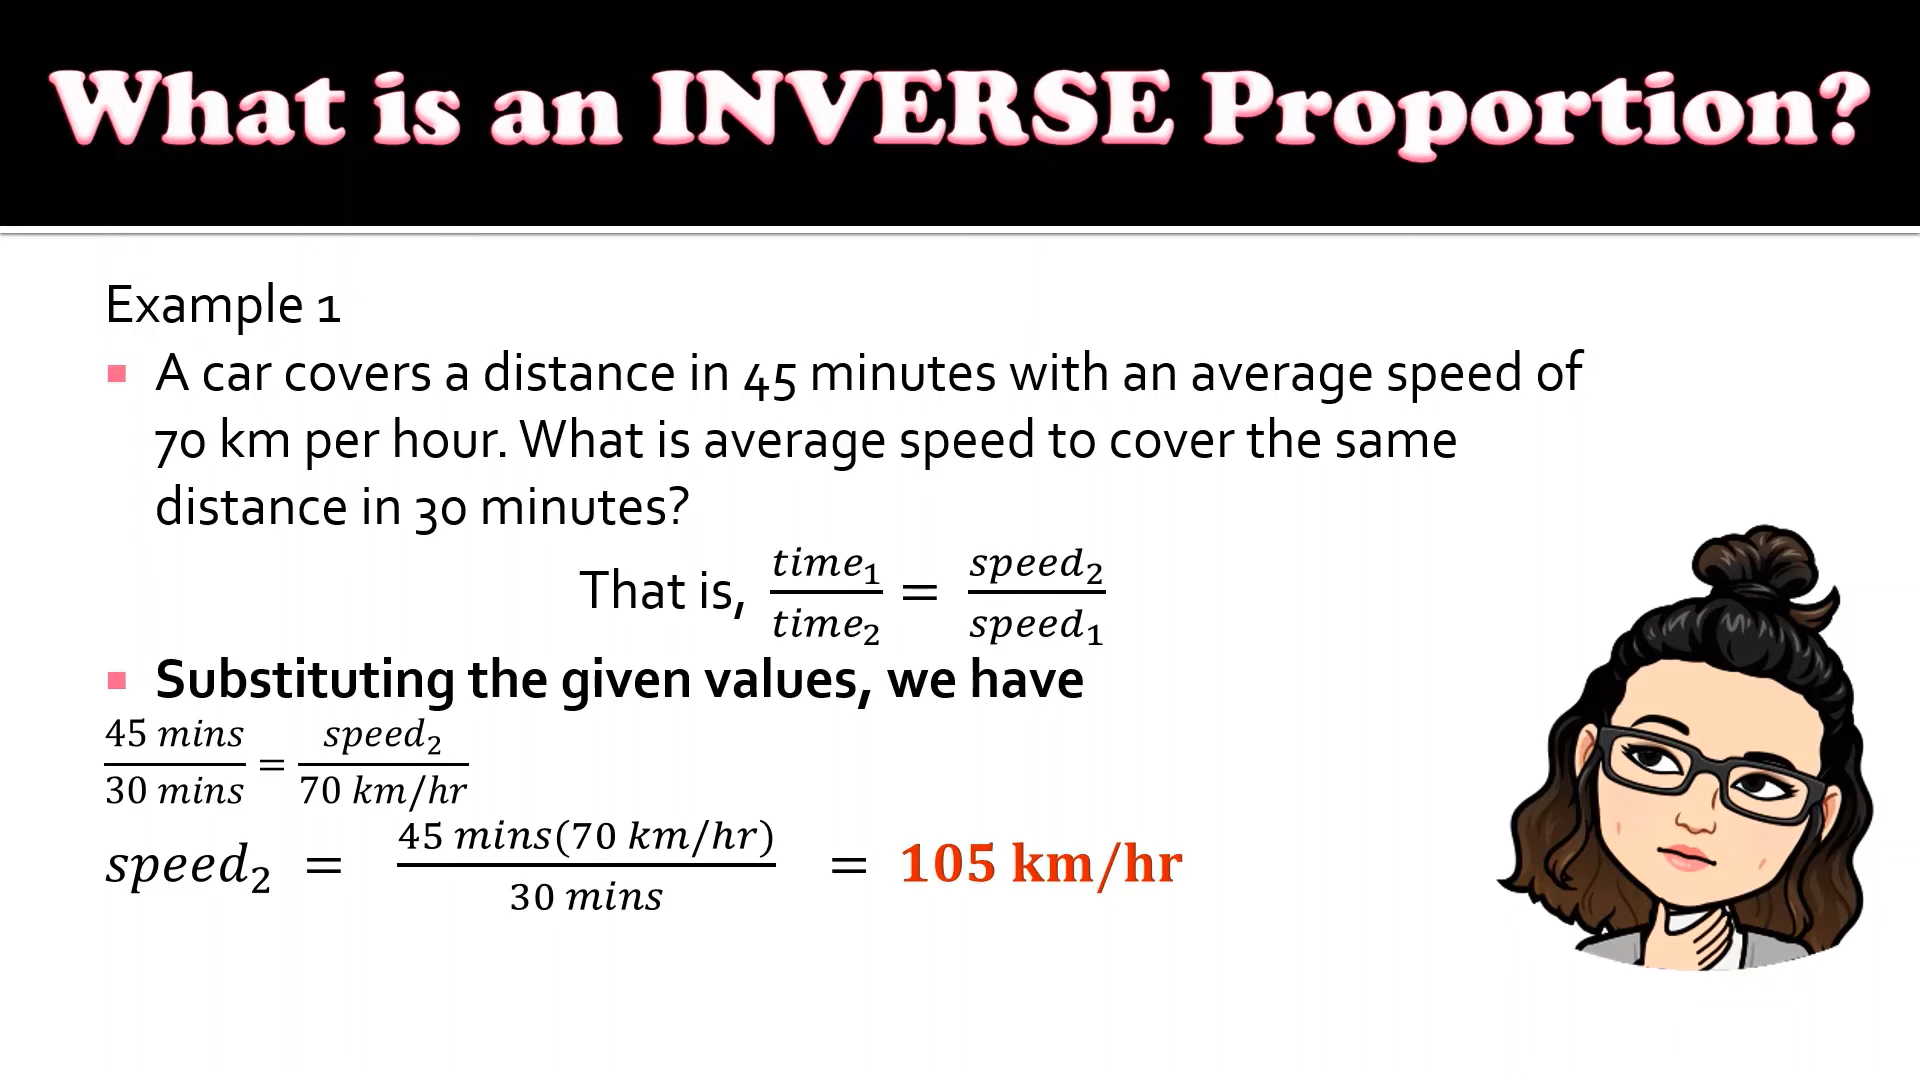 What is an INVERSE Proportion?
Example 1
▪ A car covers a distance in 45 minutes with an average speed of
70 km per hour. What is average speed to cover the same
distance in 30 minutes?
That is, time₁/time₂ = speed₂/speed₁
▪ Substituting the given values, we have
45 mins/30 mins = speed₂/70 km/hr
speed₂ = 45 mins(70 km/hr)/30 mins = 105 km/hr